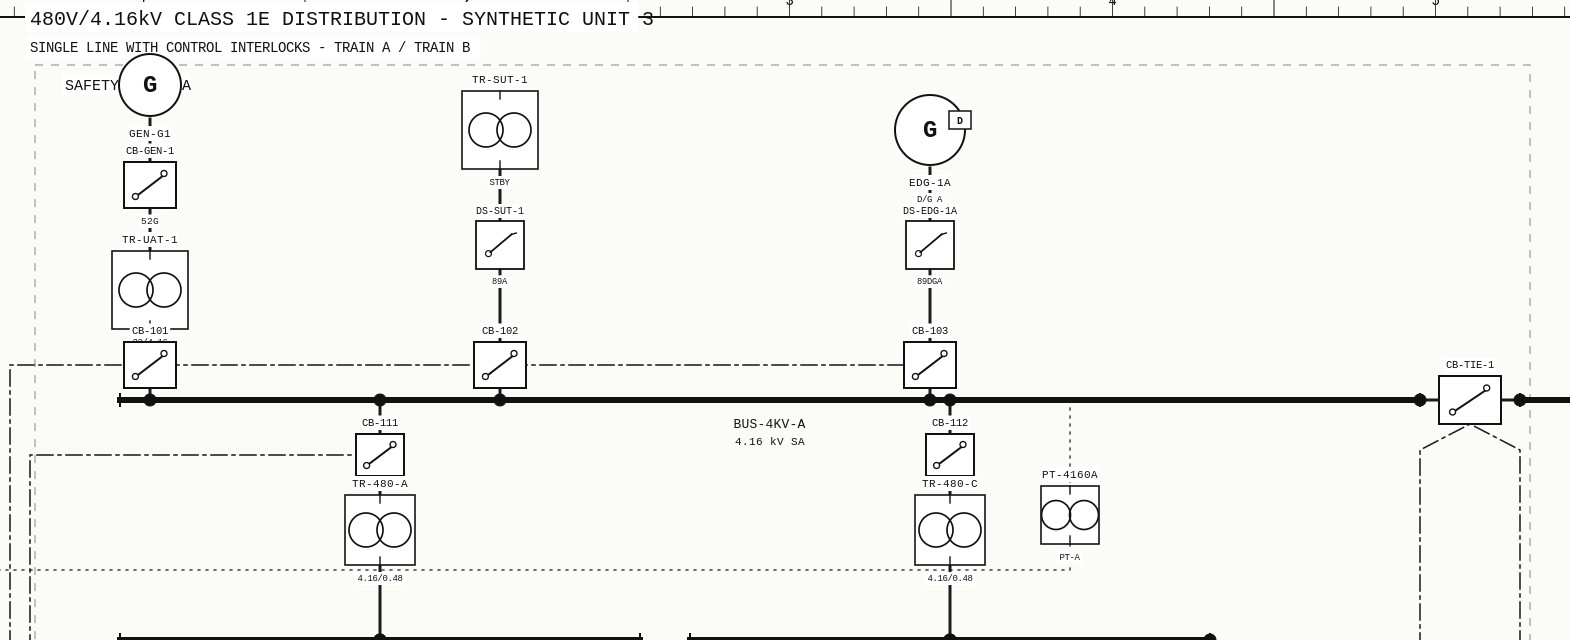 3 4
480V/4.16kV CLASS 1E DISTRIBUTION - SYNTHETIC UNIT 3
SINGLE LINE WITH CONTROL INTERLOCKS - TRAIN A / TRAIN B
SAFETY G A
TR-SUT-1
G D
GEN-G1
CB-GEN-1
STBY
EDG-1A
D/G A
52G
DS-SUT-1
DS-EDG-1A
TR-UAT-1
89A
89DGA
CB-101
CB-102
CB-103
CB-TIE-1
CB-111
BUS-4KV-A
CB-112
4.16 kV SA
TR-480-A
TR-480-C
PT-4160A
PT-A
4.16/0.48
4.16/0.48